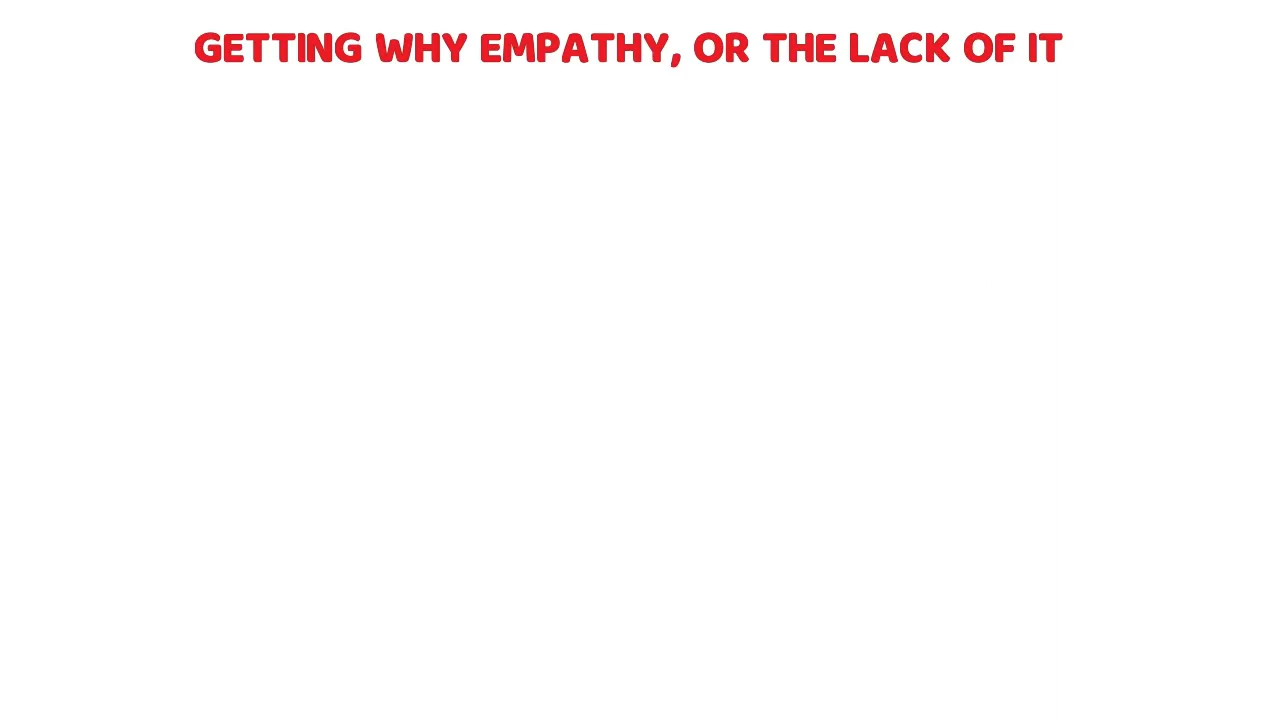 GETTING WHY EMPATHY, OR THE LACK OF IT